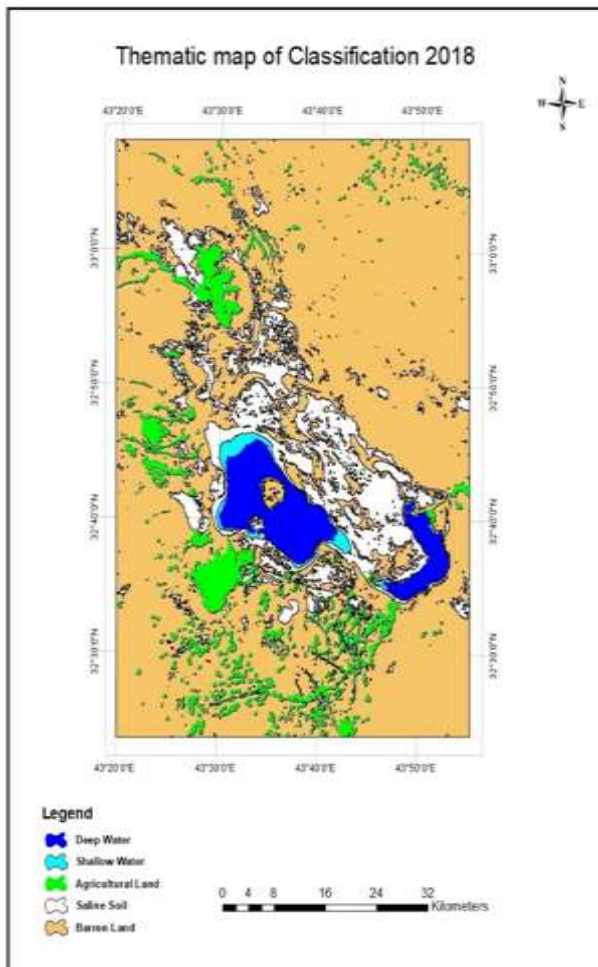 Thematic map of Classification 2018
N
W E
S
43°20'0"E 43°30'0"E 43°40'0"E 43°50'0"E
33°0'0"N 33°0'0"N
32°50'0"N 32°50'0"N
32°40'0"N 32°40'0"N
32°30'0"N 32°30'0"N
43°20'0"E 43°30'0"E 43°40'0"E 43°50'0"E
Legend
Deep Water
Shallow Water
Agricultural Land
Saline Soil
Barren Land
0 4 8 16 24 32
Kilometers